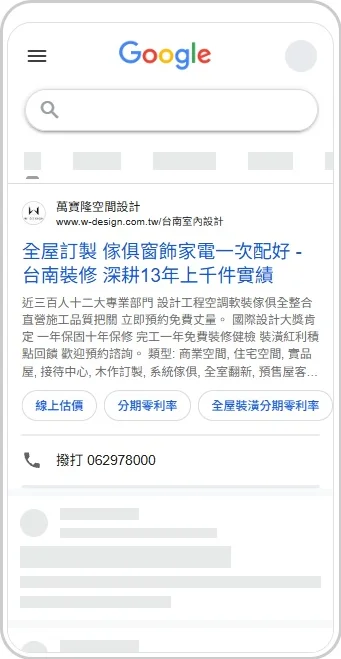 Google
萬寶隆空間設計
www.w-design.com.tw/台南室內設計
全屋訂製 傢俱窗飾家電一次配好 -
台南裝修 深耕13年上千件實績
近三百人十二大專業部門 設計工程空調軟裝傢俱全整合
直營施工品質把關 立即預約免費丈量。 國際設計大獎肯
定 一年保固十年保修 完工一年免費裝修健檢 裝潢紅利積
點回饋 歡迎預約諮詢。 類型: 商業空間, 住宅空間, 實品
屋, 接待中心, 木作訂製, 系統傢俱, 全室翻新, 預售屋客…
線上估價 分期零利率 全屋裝潢分期零利率
撥打 062978000